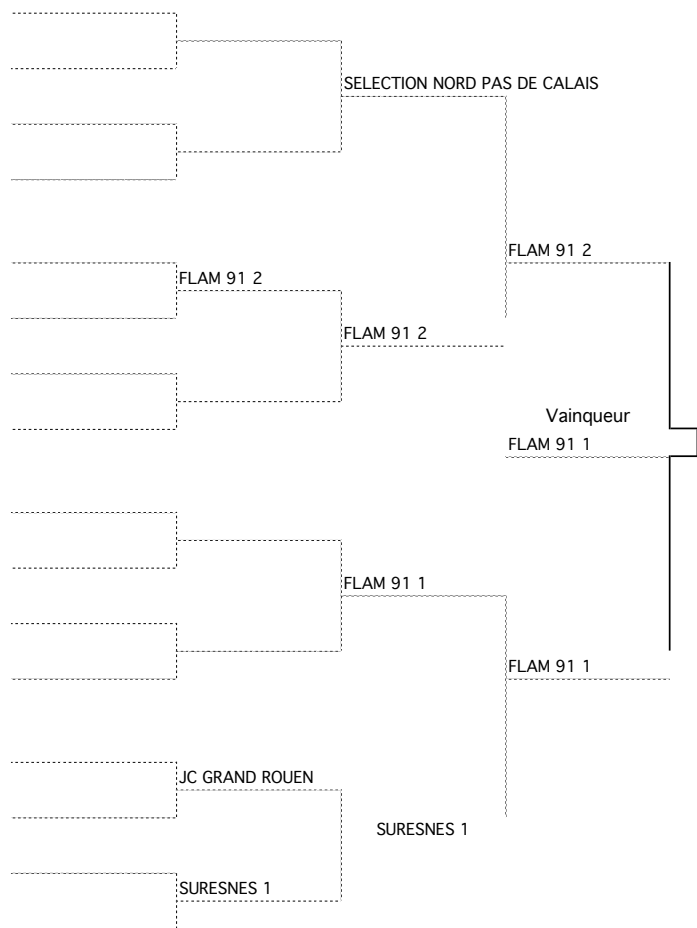 SELECTION NORD PAS DE CALAIS
FLAM 91 2
FLAM 91 2
FLAM 91 2
Vainqueur
FLAM 91 1
FLAM 91 1
FLAM 91 1
JC GRAND ROUEN
SURESNES 1
SURESNES 1